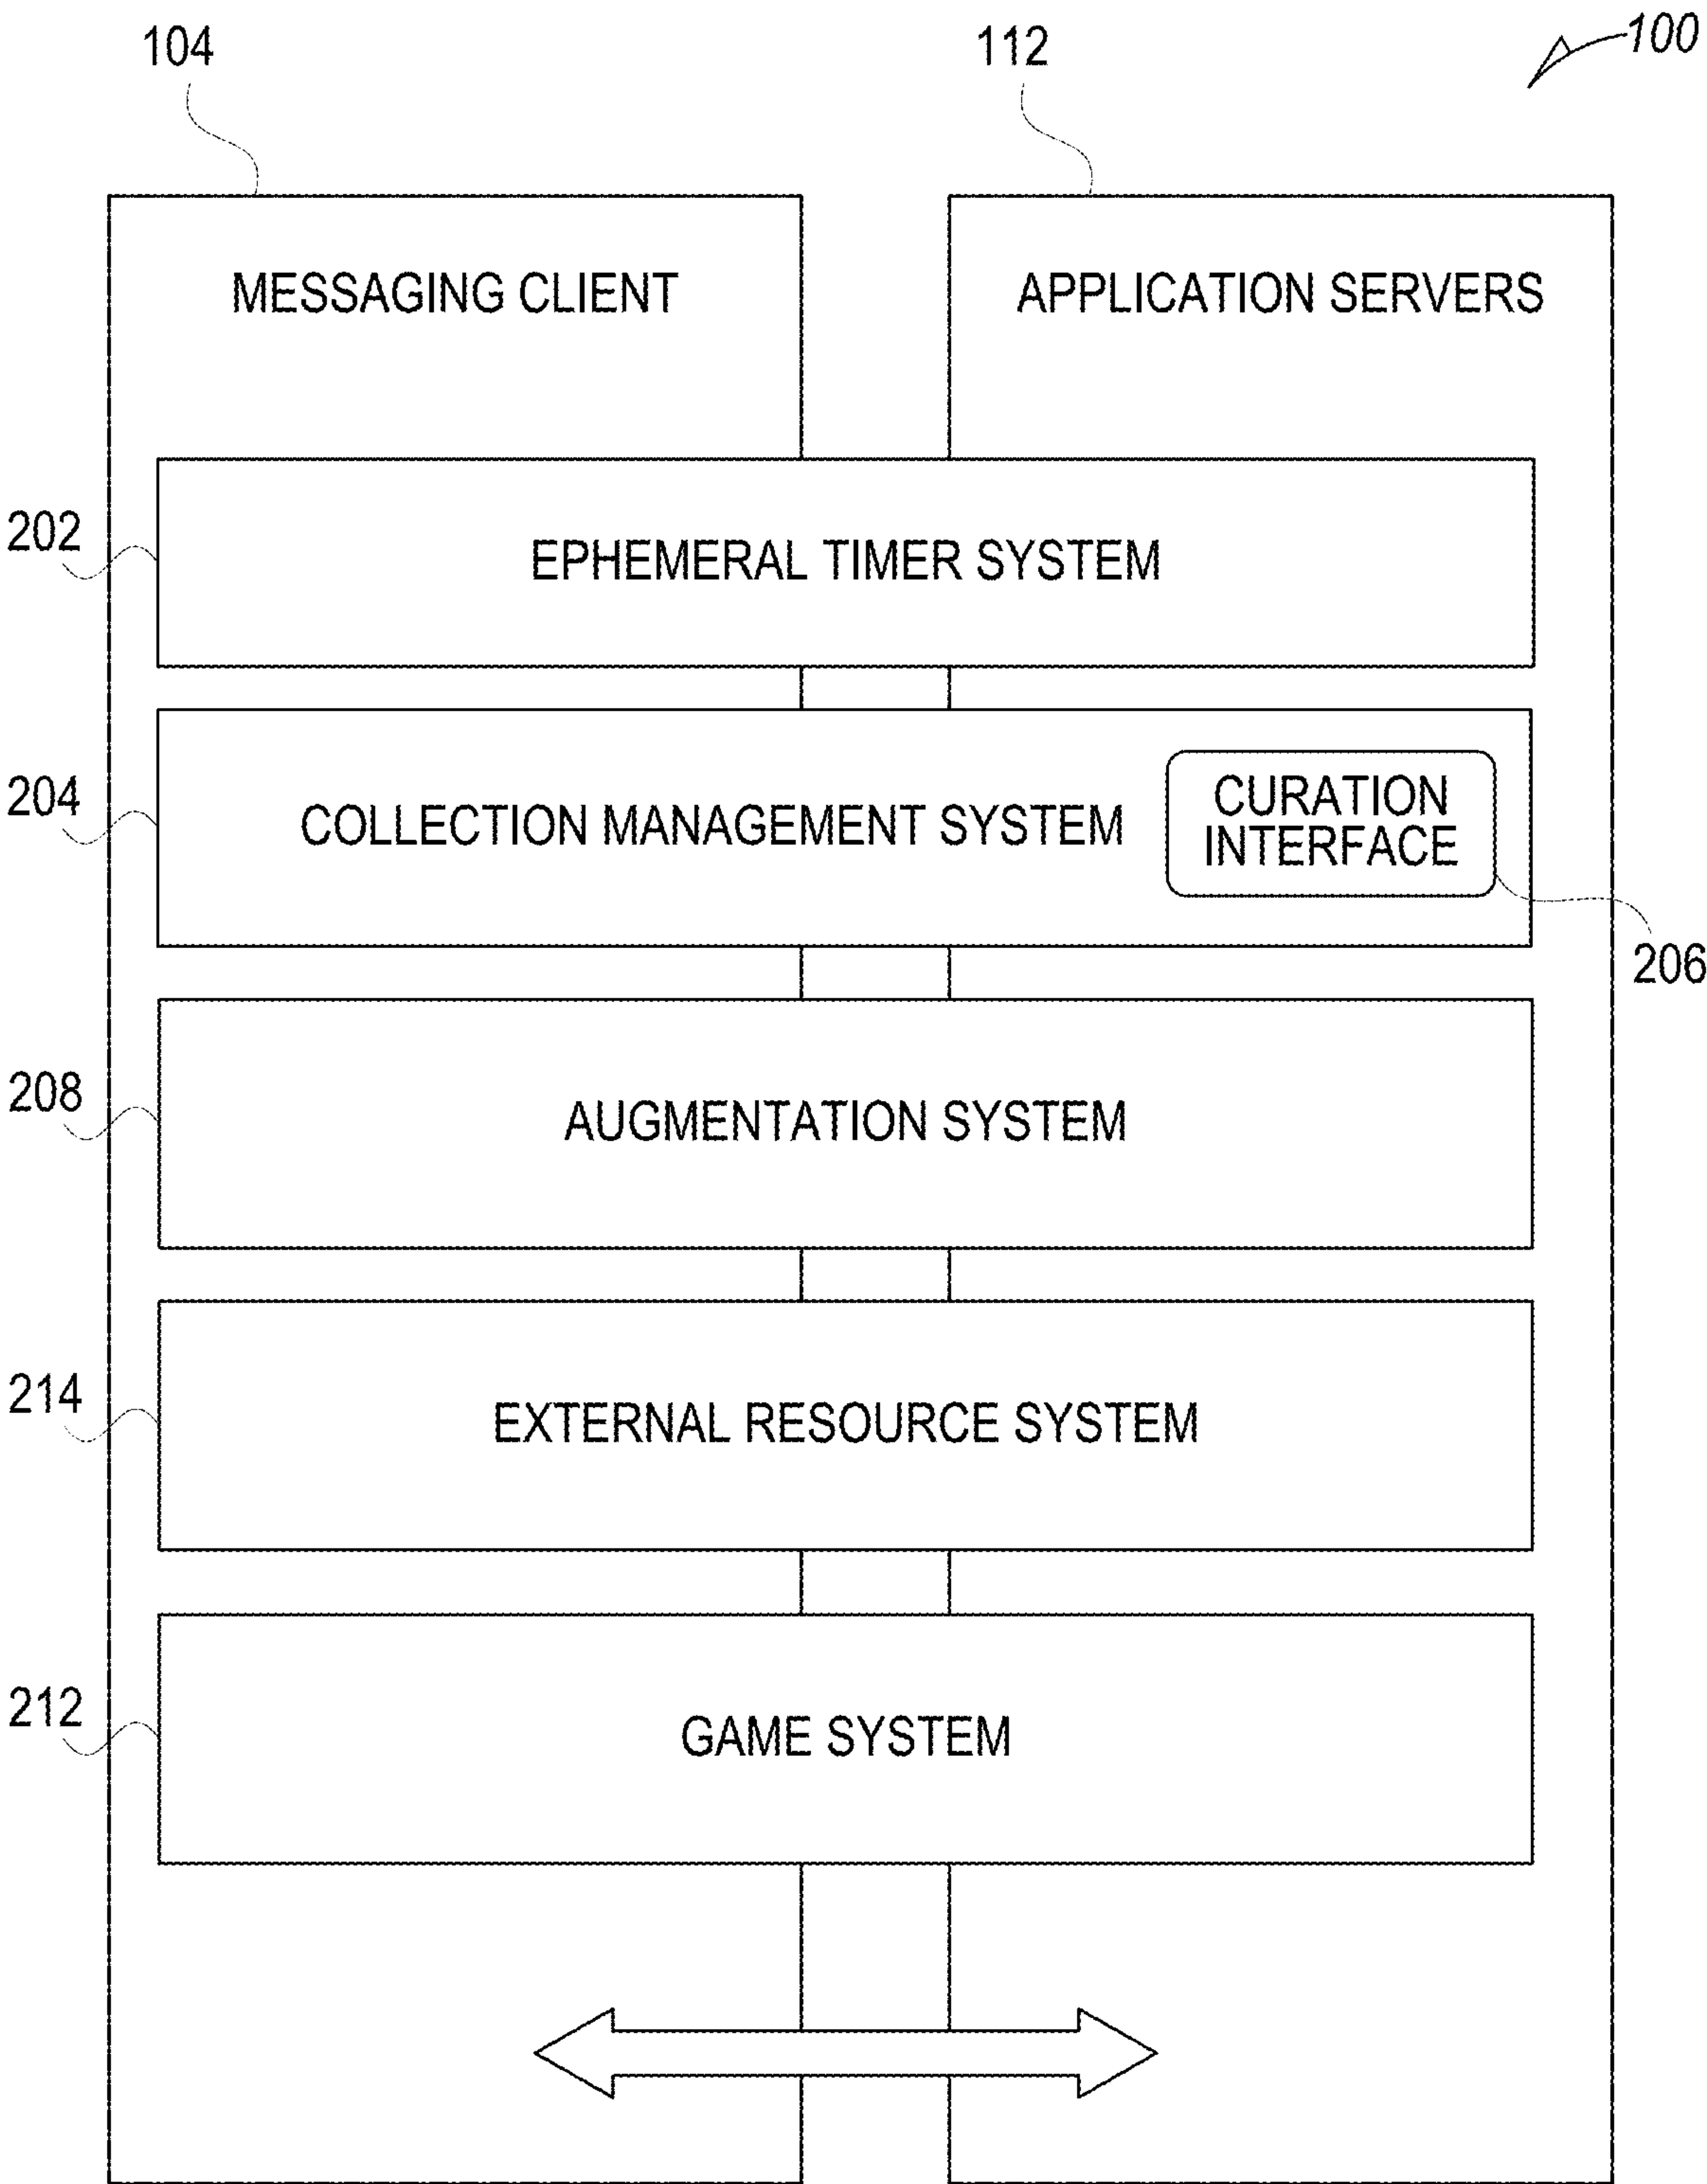 104
112
100
MESSAGING CLIENT
APPLICATION SERVERS
202
EPHEMERAL TIMER SYSTEM
204
COLLECTION MANAGEMENT SYSTEM
CURATION
INTERFACE
206
208
AUGMENTATION SYSTEM
214
EXTERNAL RESOURCE SYSTEM
212
GAME SYSTEM